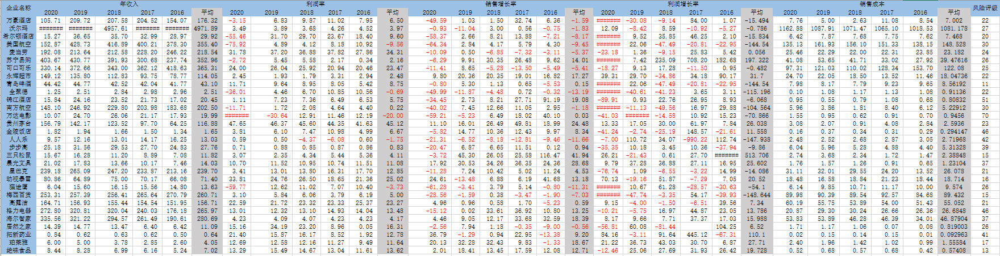 企业名称 年收入 利润率 销售增长率 利润增长率 销售成本 风险评级
2020 2019 2018 2017 2016 平均 2020 2019 2018 2017 2016 平均 2020 2019 2018 2017 2016 平均 2020 2019 2018 2017 2016 平均 2020 2019 2018 2017 2016 平均
万豪酒店 105.71 209.72 207.58 204.52 154.07 176.32 -3.15 6.83 9.87 11.02 7.95 6.50 -49.59 1.03 1.50 32.74 6.36 -1.59 ####### -30.08 -9.14 84.00 1.07 -15.494 7.76 5.00 2.63 11.08 8.54 7.002 22
沃尔玛 ####### ####### 4957.61 ####### ####### 4971.89 3.49 3.89 3.68 4.26 4.52 3.97 -0.93 -11.04 3.00 0.56 -0.75 -1.83 12.09 -8.42 8.59 -10.92 -5.27 -0.786 1162.88 1087.91 1071.47 1065.10 1018.53 1081.178 27
希尔顿酒店 15.27 36.65 35.70 32.99 28.97 29.92 -55.46 31.70 29.70 23.67 18.40 9.60 -58.37 2.66 8.21 13.88 -7.21 -8.17 ####### 9.52 35.85 46.25 2.10 -15.834 6.42 7.87 7.68 7.75 7.62 7.468 20
美国航空 152.87 428.73 416.89 400.21 378.30 355.40 -75.92 4.89 4.12 8.18 10.92 -9.56 -64.34 2.84 4.17 5.79 4.30 -9.45 ####### 22.06 -47.49 -20.81 -22.95 -144.54 135.13 161.93 156.10 151.33 138.15 148.528 30
麦当劳 192.08 213.64 212.58 228.20 246.22 218.54 31.78 37.20 36.88 37.82 27.86 34.31 -10.09 0.50 -6.85 -7.32 -3.11 -5.37 -23.18 1.36 -9.15 25.83 5.42 0.056 25.46 22.29 22.00 22.31 23.85 23.182 24
苏宁易购 403.67 430.77 391.93 300.68 237.74 352.96 -2.72 5.45 5.58 2.17 0.34 2.16 -6.29 9.91 30.35 26.48 9.62 14.01 ####### 7.42 235.09 708.20 182.68 197.322 41.08 53.65 41.71 33.02 27.92 39.47616 26
可口可乐 330.14 372.66 343.00 362.12 418.63 365.31 24.00 26.04 25.92 20.94 20.46 23.47 -11.41 8.65 -5.28 -13.50 -5.49 -5.41 -18.27 9.13 17.28 -11.50 0.95 -0.482 97.31 121.03 110.02 128.34 153.70 122.08 25
永辉超市 149.12 135.80 112.83 93.75 78.77 114.05 2.45 1.93 1.79 3.31 2.94 2.48 9.80 20.36 20.35 19.01 16.82 17.27 39.31 29.70 -34.86 34.18 90.17 31.7 24.70 22.05 18.50 13.52 11.46 18.04736 22
青岛啤酒 44.42 44.77 42.52 42.04 41.77 43.10 11.71 9.64 8.95 8.05 5.42 8.75 -0.80 5.30 1.13 0.65 -5.53 0.15 ####### 22.06 -47.49 -20.81 -22.95 -144.54 7.98 8.17 7.79 9.23 9.65 8.56192 11
全聚德 1.25 2.51 2.84 2.98 2.96 2.51 -36.01 4.46 6.70 10.85 10.56 -0.69 -49.99 -11.87 -4.48 0.72 -0.32 -13.19 ####### -40.61 -41.23 3.65 3.11 -115.196 0.10 1.08 1.17 1.13 1.08 0.91136 22
锦江酒店 15.84 24.16 23.52 21.73 17.02 20.45 1.11 7.23 7.36 6.49 6.53 5.75 -34.45 2.73 8.21 27.71 91.19 19.08 -89.91 0.93 22.76 26.95 8.93 -6.068 0.95 0.55 0.79 1.08 0.68 0.80832 51
南方航空 148.10 246.92 229.80 203.98 183.68 202.50 -11.71 1.72 2.08 4.64 4.40 0.22 -40.02 7.45 12.66 11.05 2.95 -1.18 ####### -11.13 -49.56 16.97 29.88 -104.564 5.96 3.86 1.81 8.40 6.12 5.22912 30
万达电影 10.07 24.70 26.06 21.17 17.93 19.99 ####### -30.64 12.91 11.46 12.19 -20.00 -59.21 -5.23 6.49 18.02 40.10 0.03 -41.03 ####### -14.58 10.92 15.23 -70.866 1.55 0.95 0.62 0.91 0.70 0.9456 70
贵州茅台 156.79 142.17 123.52 97.70 64.25 116.88 47.65 46.37 45.60 44.35 41.63 45.12 11.10 16.01 26.49 49.81 18.99 24.48 13.33 17.05 30.00 61.97 7.84 26.038 3.08 2.07 0.91 4.08 2.84 2.5936 23
金陵饭店 1.82 1.94 1.66 1.50 1.34 1.65 3.81 6.10 7.47 10.98 4.99 6.67 -5.82 14.77 10.36 12.43 9.97 8.34 -41.24 -2.74 -25.19 148.57 -21.61 11.558 0.16 0.37 0.34 0.31 0.29 0.294147 46
人人乐 9.57 12.16 13.01 14.17 16.25 13.03 0.59 0.50 -4.37 -6.08 0.60 -1.75 -21.31 -6.52 -8.18 -12.81 -9.46 -11.66 -7.00 110.72 34.07 -990.22 112.74 -147.938 2.48 2.52 2.68 2.87 3.05 2.71968 42
步步高 25.18 31.56 29.53 27.70 24.83 27.76 0.71 0.88 0.85 0.87 0.86 0.83 -20.47 6.87 6.65 11.51 0.12 0.94 -35.35 10.18 3.45 10.36 -37.94 -9.86 6.04 5.96 5.28 4.88 4.40 5.31328 39
三只松鼠 15.67 16.28 11.20 8.89 7.08 11.82 3.07 2.35 4.34 5.44 5.36 4.11 -3.72 45.30 26.05 25.58 116.47 41.94 26.21 -21.43 0.61 27.70 ####### 513.706 2.74 3.68 2.34 1.72 1.47 2.38848 15
晨光文具 21.02 17.83 13.66 10.17 7.46 14.03 10.70 11.52 10.95 10.74 11.51 11.08 17.92 30.53 34.26 36.35 24.36 28.68 9.79 37.28 36.88 27.11 16.95 25.602 1.76 1.57 1.26 0.91 0.65 1.23104 37
星巴克 239.18 265.09 247.20 233.87 213.16 239.70 3.41 13.01 13.80 16.31 17.70 12.85 -11.28 7.24 10.42 5.02 11.24 4.53 -76.74 1.09 -6.55 -3.22 14.99 -14.086 31.11 32.01 29.55 24.20 13.52 26.078 21
动视暴雪 80.86 64.89 75.00 70.17 66.08 71.40 33.81 24.76 26.50 18.65 21.36 25.02 24.61 -13.48 6.88 6.19 41.68 13.18 70.13 -19.16 51.87 -7.29 7.05 20.52 18.48 16.58 18.84 21.23 18.44 18.714 16
猫途鹰 6.04 15.60 16.15 15.56 14.80 13.63 -59.77 12.62 11.02 7.07 10.40 -3.73 -61.28 -3.41 3.79 5.14 -0.80 -11.31 ####### 10.67 61.28 -28.57 -30.63 -54.1 6.14 9.85 10.71 11.17 10.00 9.574 26
梅西百货 253.31 257.39 256.41 265.64 270.79 260.71 3.10 5.84 6.06 3.79 6.19 5.00 -28.56 -1.59 0.38 -3.47 -1.90 -7.03 ####### -47.74 -3.35 54.17 -39.93 -148.644 89.98 90.39 89.54 92.57 84.68 89.432 15
高露洁 164.71 156.93 155.44 154.54 151.95 156.71 22.59 21.72 23.32 23.33 25.37 23.27 4.96 0.96 0.58 1.70 -5.23 0.59 9.15 -4.00 -1.50 -6.51 39.56 7.34 60.19 55.75 53.89 54.00 51.43 55.052 21
格力电器 272.80 320.81 320.04 240.03 176.18 265.97 13.01 12.32 13.10 14.93 14.04 13.48 -15.12 0.02 33.61 36.92 10.80 13.25 -10.21 -5.75 16.97 44.87 23.05 13.786 20.87 29.30 30.24 26.66 26.36 26.6848 46
海尔智家 335.56 321.22 294.57 261.49 190.61 280.69 4.23 4.09 4.07 4.23 4.23 4.17 4.46 9.05 12.17 33.68 32.59 18.39 8.17 9.66 7.71 37.37 17.03 15.988 53.83 53.89 46.28 46.39 34.01 46.87904 37
居然之家 14.39 14.77 13.47 6.40 6.42 11.09 15.16 34.19 23.20 8.96 0.05 16.31 -2.56 7.94 1.18 -0.35 -9.00 -0.56 -56.81 60.08 -81.44 104.25 6.52 1.71 1.17 1.06 0.07 0.08 0.819003 26
拓新药业 0.84 0.62 0.63 0.62 0.50 0.64 21.40 15.87 16.17 8.52 1.92 12.78 36.79 -1.29 0.94 22.95 -13.38 9.20 84.16 -3.11 91.64 445.12 -67.31 110.1 0.02 0.15 0.14 0.15 0.01 0.092963 41
珀莱雅 6.00 5.00 3.78 2.85 2.60 4.05 12.69 12.58 12.16 11.27 9.49 11.64 20.13 32.28 32.43 9.83 -1.33 18.67 21.22 36.73 43.03 30.70 6.87 27.71 2.40 1.96 1.42 1.02 0.99 1.55584 17
绝味食品 8.44 8.28 6.99 6.16 5.24 7.02 13.29 15.49 14.67 13.04 11.61 13.62 2.01 18.41 13.45 17.59 12.08 12.71 -12.46 25.06 27.69 31.93 26.42 19.728 0.52 0.68 0.57 0.68 0.42 0.57408 13